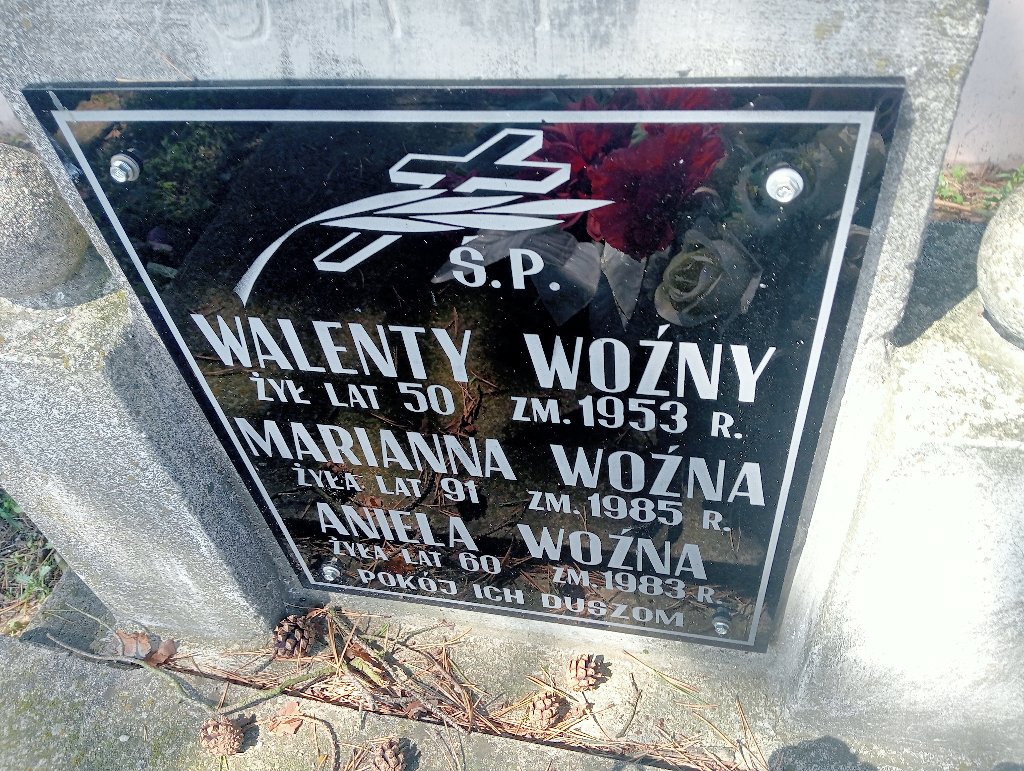 Ś.P.
WALENTY WOŹNY
ŻYŁ LAT 50 ZM. 1953 R.
MARIANNA WOŹNA
ŻYŁA LAT 91 ZM. 1985 R.
ANIELA WOŹNA
ŻYŁA LAT 60 ZM. 1983 R.
POKÓJ ICH DUSZOM